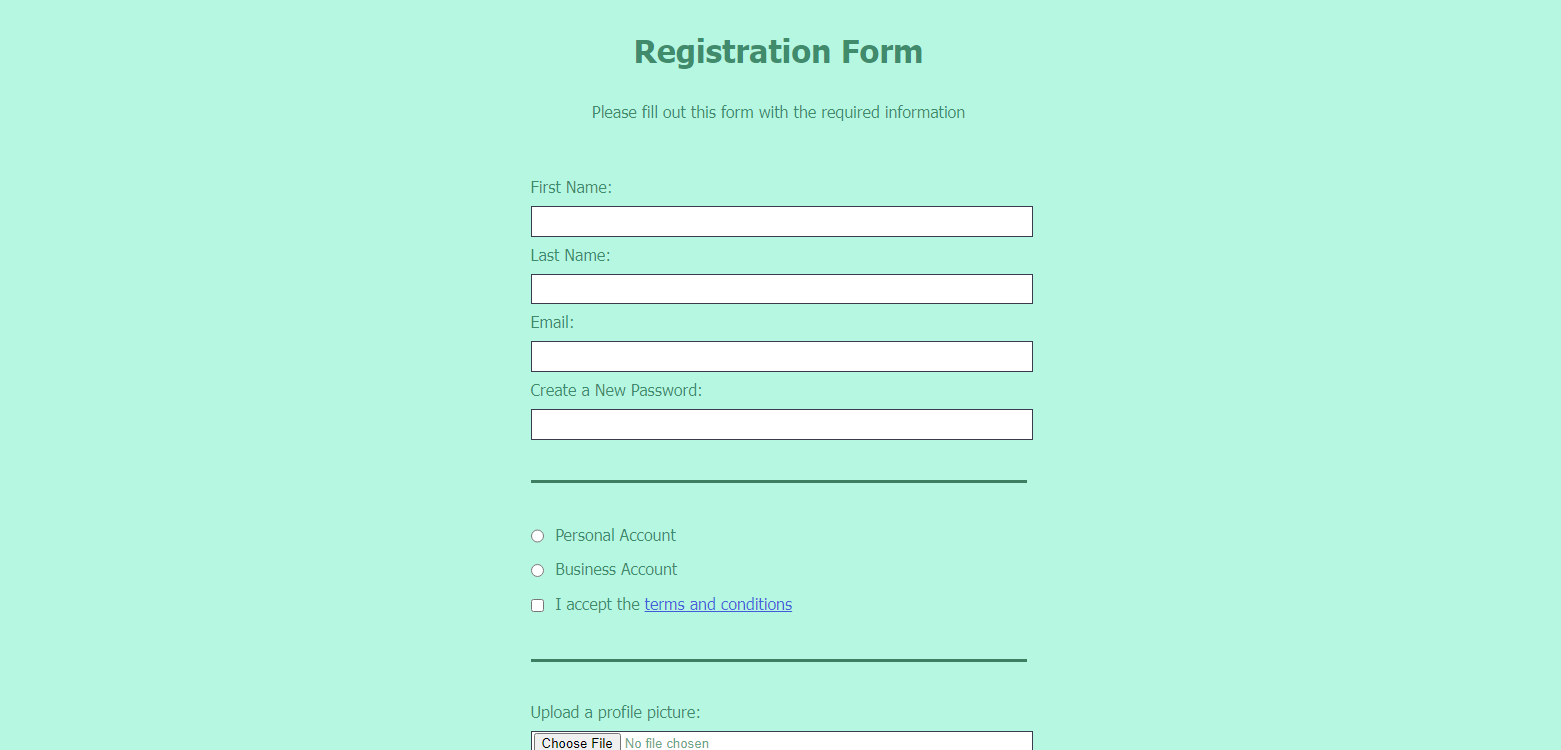 Registration Form
Please fill out this form with the required information
First Name:
Last Name:
Email:
Create a New Password:
Personal Account
Business Account
I accept the terms and conditions
Upload a profile picture:
Choose File No file chosen